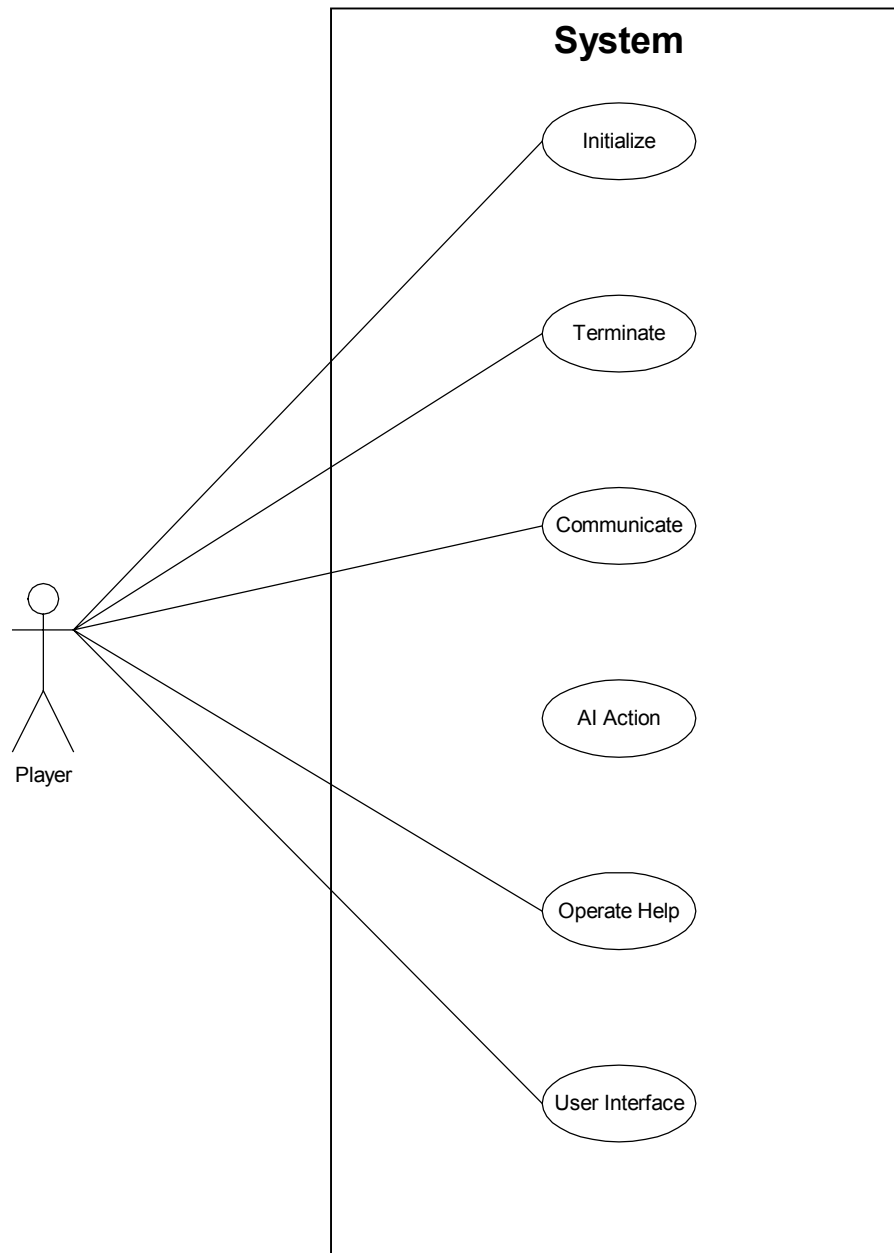 System
Initialize
Terminate
Communicate
AI Action
Player
Operate Help
User Interface